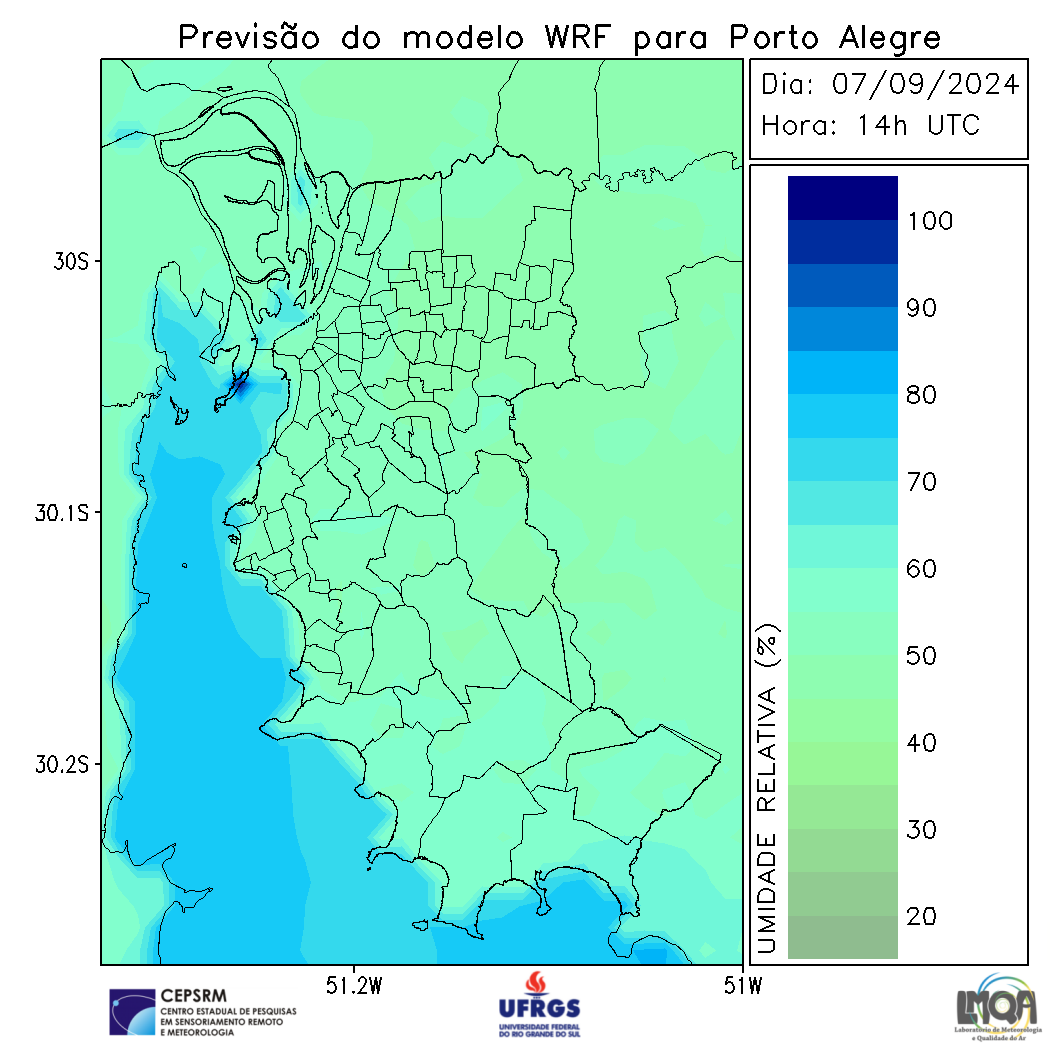 Previsão do modelo WRF para Porto Alegre
Dia: 07/09/2024
Hora: 14h UTC
100
90
80
70
60
50
40
30
20
UMIDADE RELATIVA (%)
30S
30.1S
30.2S
51.2W
51W
CEPSRM
CENTRO ESTADUAL DE PESQUISAS
EM SENSORIAMENTO REMOTO
E METEOROLOGIA
UFRGS
UNIVERSIDADE FEDERAL
DO RIO GRANDE DO SUL
LMQA
Laboratório de Meteorologia
e Qualidade do Ar